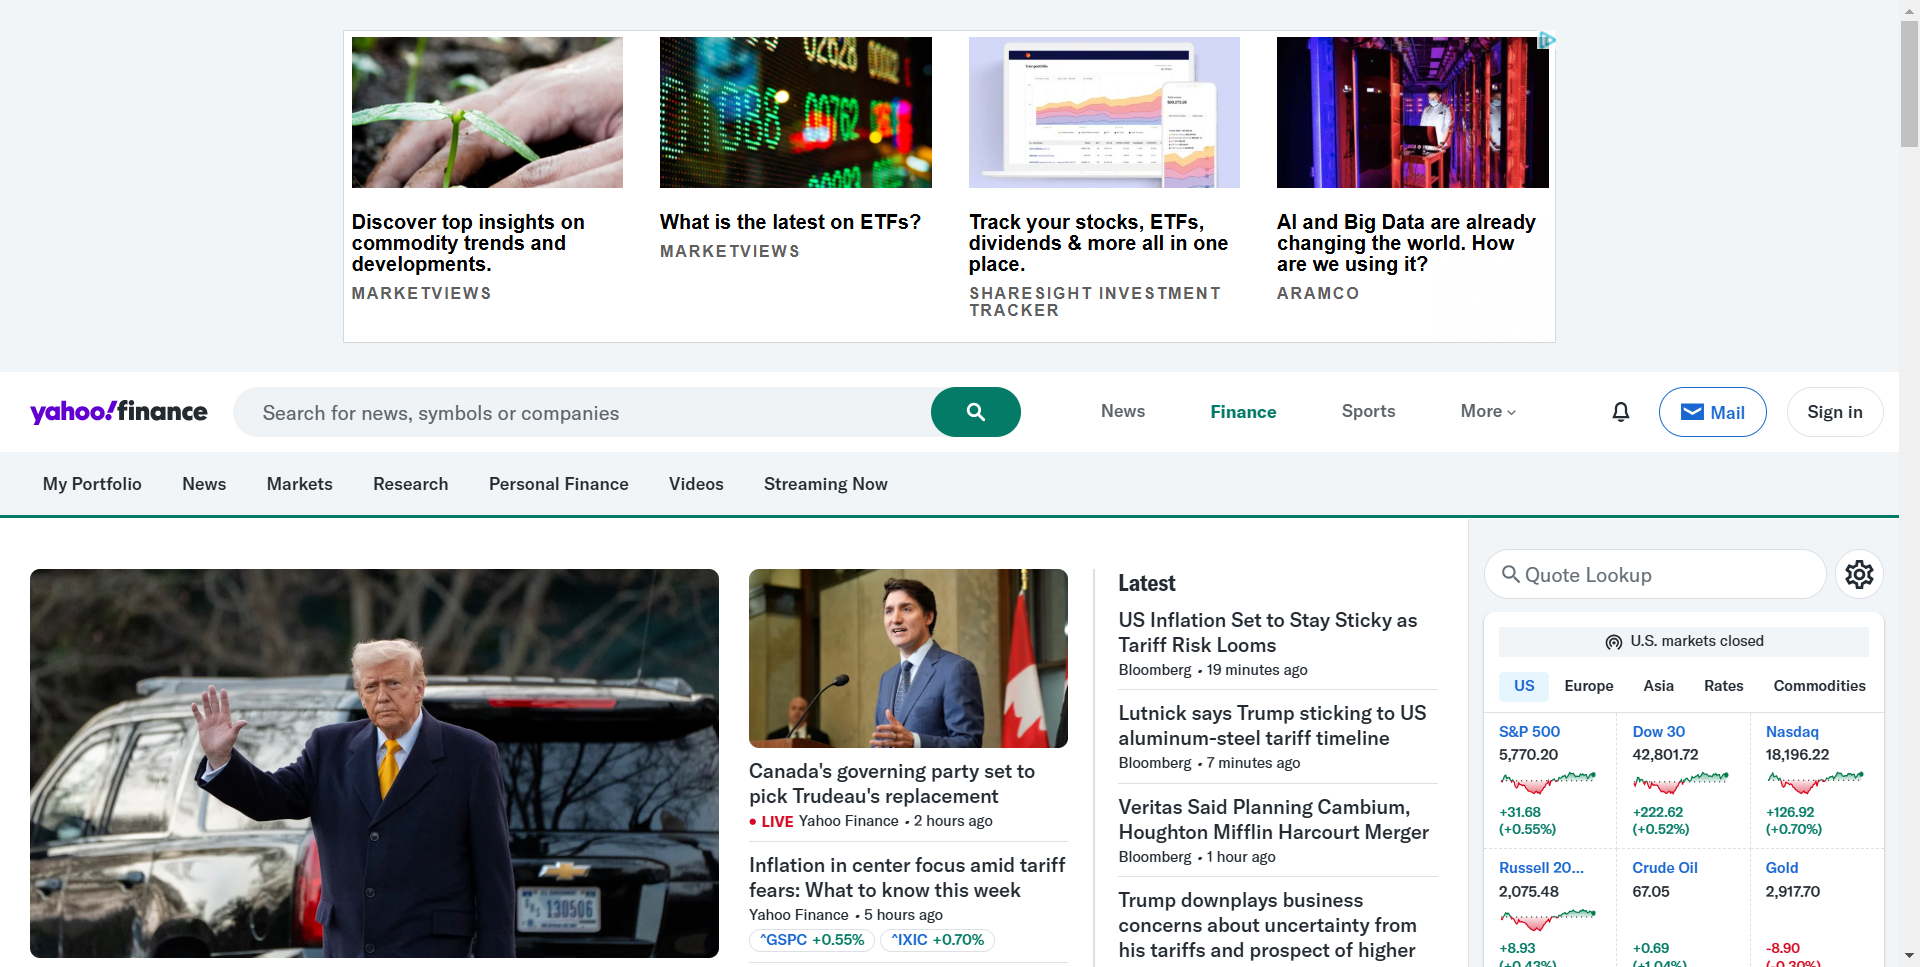 Discover top insights on
commodity trends and
developments.
MARKETVIEWS
What is the latest on ETFs?
MARKETVIEWS
Track your stocks, ETFs,
dividends & more all in one
place.
SHARESIGHT INVESTMENT
TRACKER
AI and Big Data are already
changing the world. How
are we using it?
ARAMCO
yahoo!finance
Search for news, symbols or companies
News
Finance
Sports
More
Mail
Sign in
My Portfolio
News
Markets
Research
Personal Finance
Videos
Streaming Now
130506
Canada's governing party set to
pick Trudeau's replacement
• LIVE Yahoo Finance • 2 hours ago
Inflation in center focus amid tariff
fears: What to know this week
Yahoo Finance • 5 hours ago
^GSPC +0.55% ^IXIC +0.70%
Latest
US Inflation Set to Stay Sticky as
Tariff Risk Looms
Bloomberg • 19 minutes ago
Lutnick says Trump sticking to US
aluminum-steel tariff timeline
Bloomberg • 7 minutes ago
Veritas Said Planning Cambium,
Houghton Mifflin Harcourt Merger
Bloomberg • 1 hour ago
Trump downplays business
concerns about uncertainty from
his tariffs and prospect of higher
Quote Lookup
U.S. markets closed
US Europe Asia Rates Commodities
S&P 500
5,770.20
+31.68
(+0.55%)
Dow 30
42,801.72
+222.62
(+0.52%)
Nasdaq
18,196.22
+126.92
(+0.70%)
Russell 20...
2,075.48
+8.93
(+0.43%)
Crude Oil
67.05
+0.69
(+1.04%)
Gold
2,917.70
-8.90
(-0.30%)